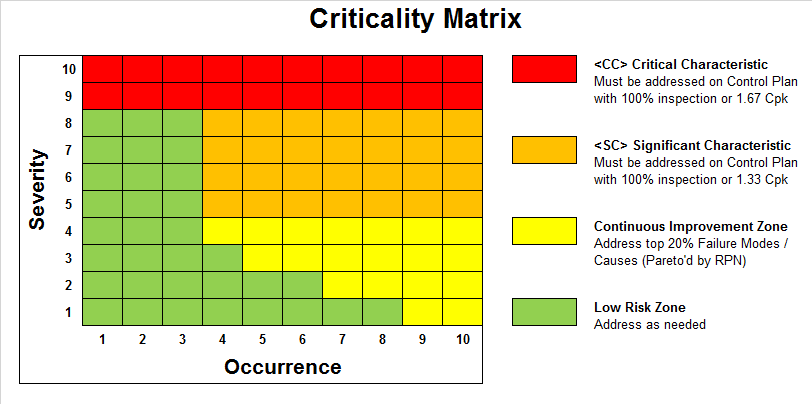 Criticality Matrix
10
9
8
7
6
5
4
3
2
1
Severity
1 2 3 4 5 6 7 8 9 10
Occurrence
<CC> Critical Characteristic
Must be addressed on Control Plan
with 100% inspection or 1.67 Cpk
<SC> Significant Characteristic
Must be addressed on Control Plan
with 100% inspection or 1.33 Cpk
Continuous Improvement Zone
Address top 20% Failure Modes /
Causes (Pareto'd by RPN)
Low Risk Zone
Address as needed